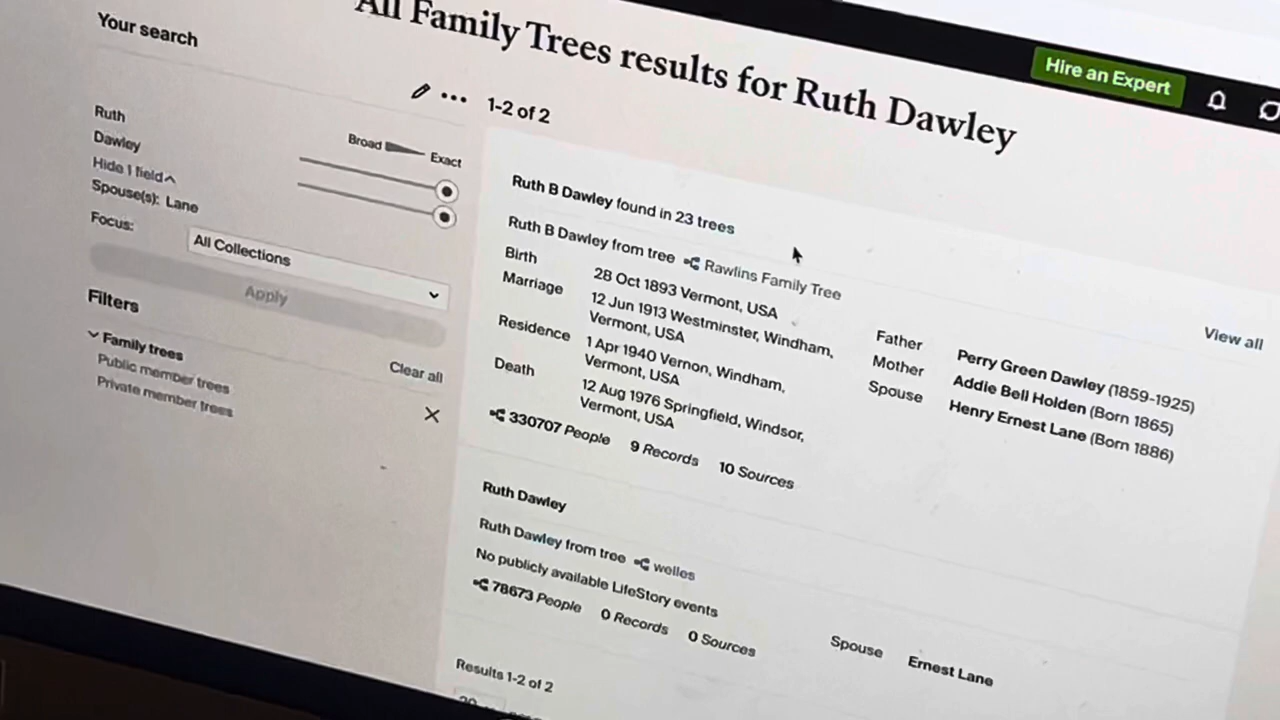 All Family Trees results for Ruth Dawley
Hire an Expert
Your search
Ruth
Dawley
Broad
Exact
Hide 1 field
Spouse(s): Lane
Focus:
All Collections
Apply
Filters
Family trees
Public member trees
Private member trees
Clear all
1-2 of 2
Ruth B Dawley found in 23 trees
View all
Ruth B Dawley from tree Rawlins Family Tree
Birth 28 Oct 1893 Vermont, USA
Marriage 12 Jun 1913 Westminster, Windham,
Vermont, USA
Residence 1 Apr 1940 Vernon, Windham,
Vermont, USA
Death 12 Aug 1976 Springfield, Windsor,
Vermont, USA
Father Perry Green Dawley (1859-1925)
Mother Addie Bell Holden (Born 1865)
Spouse Henry Ernest Lane (Born 1886)
330707 People 9 Records 10 Sources
Ruth Dawley
Ruth Dawley from tree welles
No publicly available LifeStory events
Spouse Ernest Lane
78673 People 0 Records 0 Sources
Results 1-2 of 2